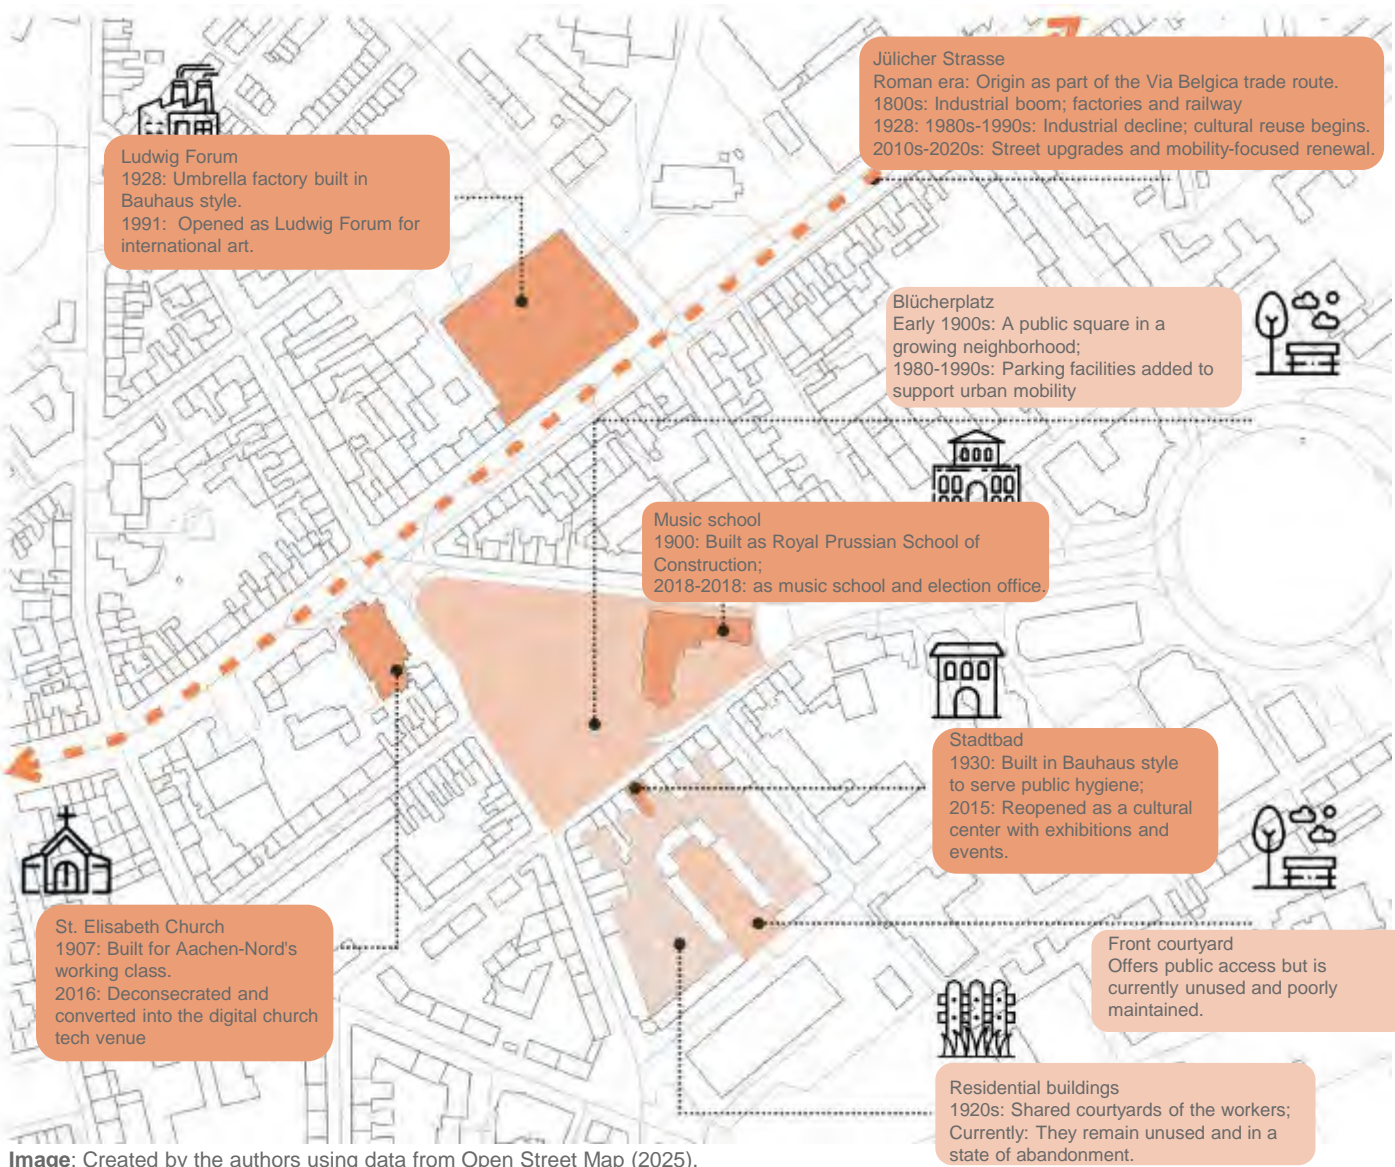 Jülicher Strasse
Roman era: Origin as part of the Via Belgica trade route.
1800s: Industrial boom; factories and railway
1928: 1980s-1990s: Industrial decline; cultural reuse begins.
2010s-2020s: Street upgrades and mobility-focused renewal.
Ludwig Forum
1928: Umbrella factory built in
Bauhaus style.
1991:  Opened as Ludwig Forum for
international art.
Blücherplatz
Early 1900s: A public square in a
growing neighborhood;
1980-1990s: Parking facilities added to
support urban mobility
Music school
1900: Built as Royal Prussian School of
Construction;
2018-2018: as music school and election office.
Stadtbad
1930: Built in Bauhaus style
to serve public hygiene;
2015: Reopened as a cultural
center with exhibitions and
events.
St. Elisabeth Church
1907: Built for Aachen-Nord's
working class.
2016: Deconsecrated and
converted into the digital church
tech venue
Front courtyard
Offers public access but is
currently unused and poorly
maintained.
Residential buildings
1920s: Shared courtyards of the workers;
Currently: They remain unused and in a
state of abandonment.
Image: Created by the authors using data from Open Street Map (2025).